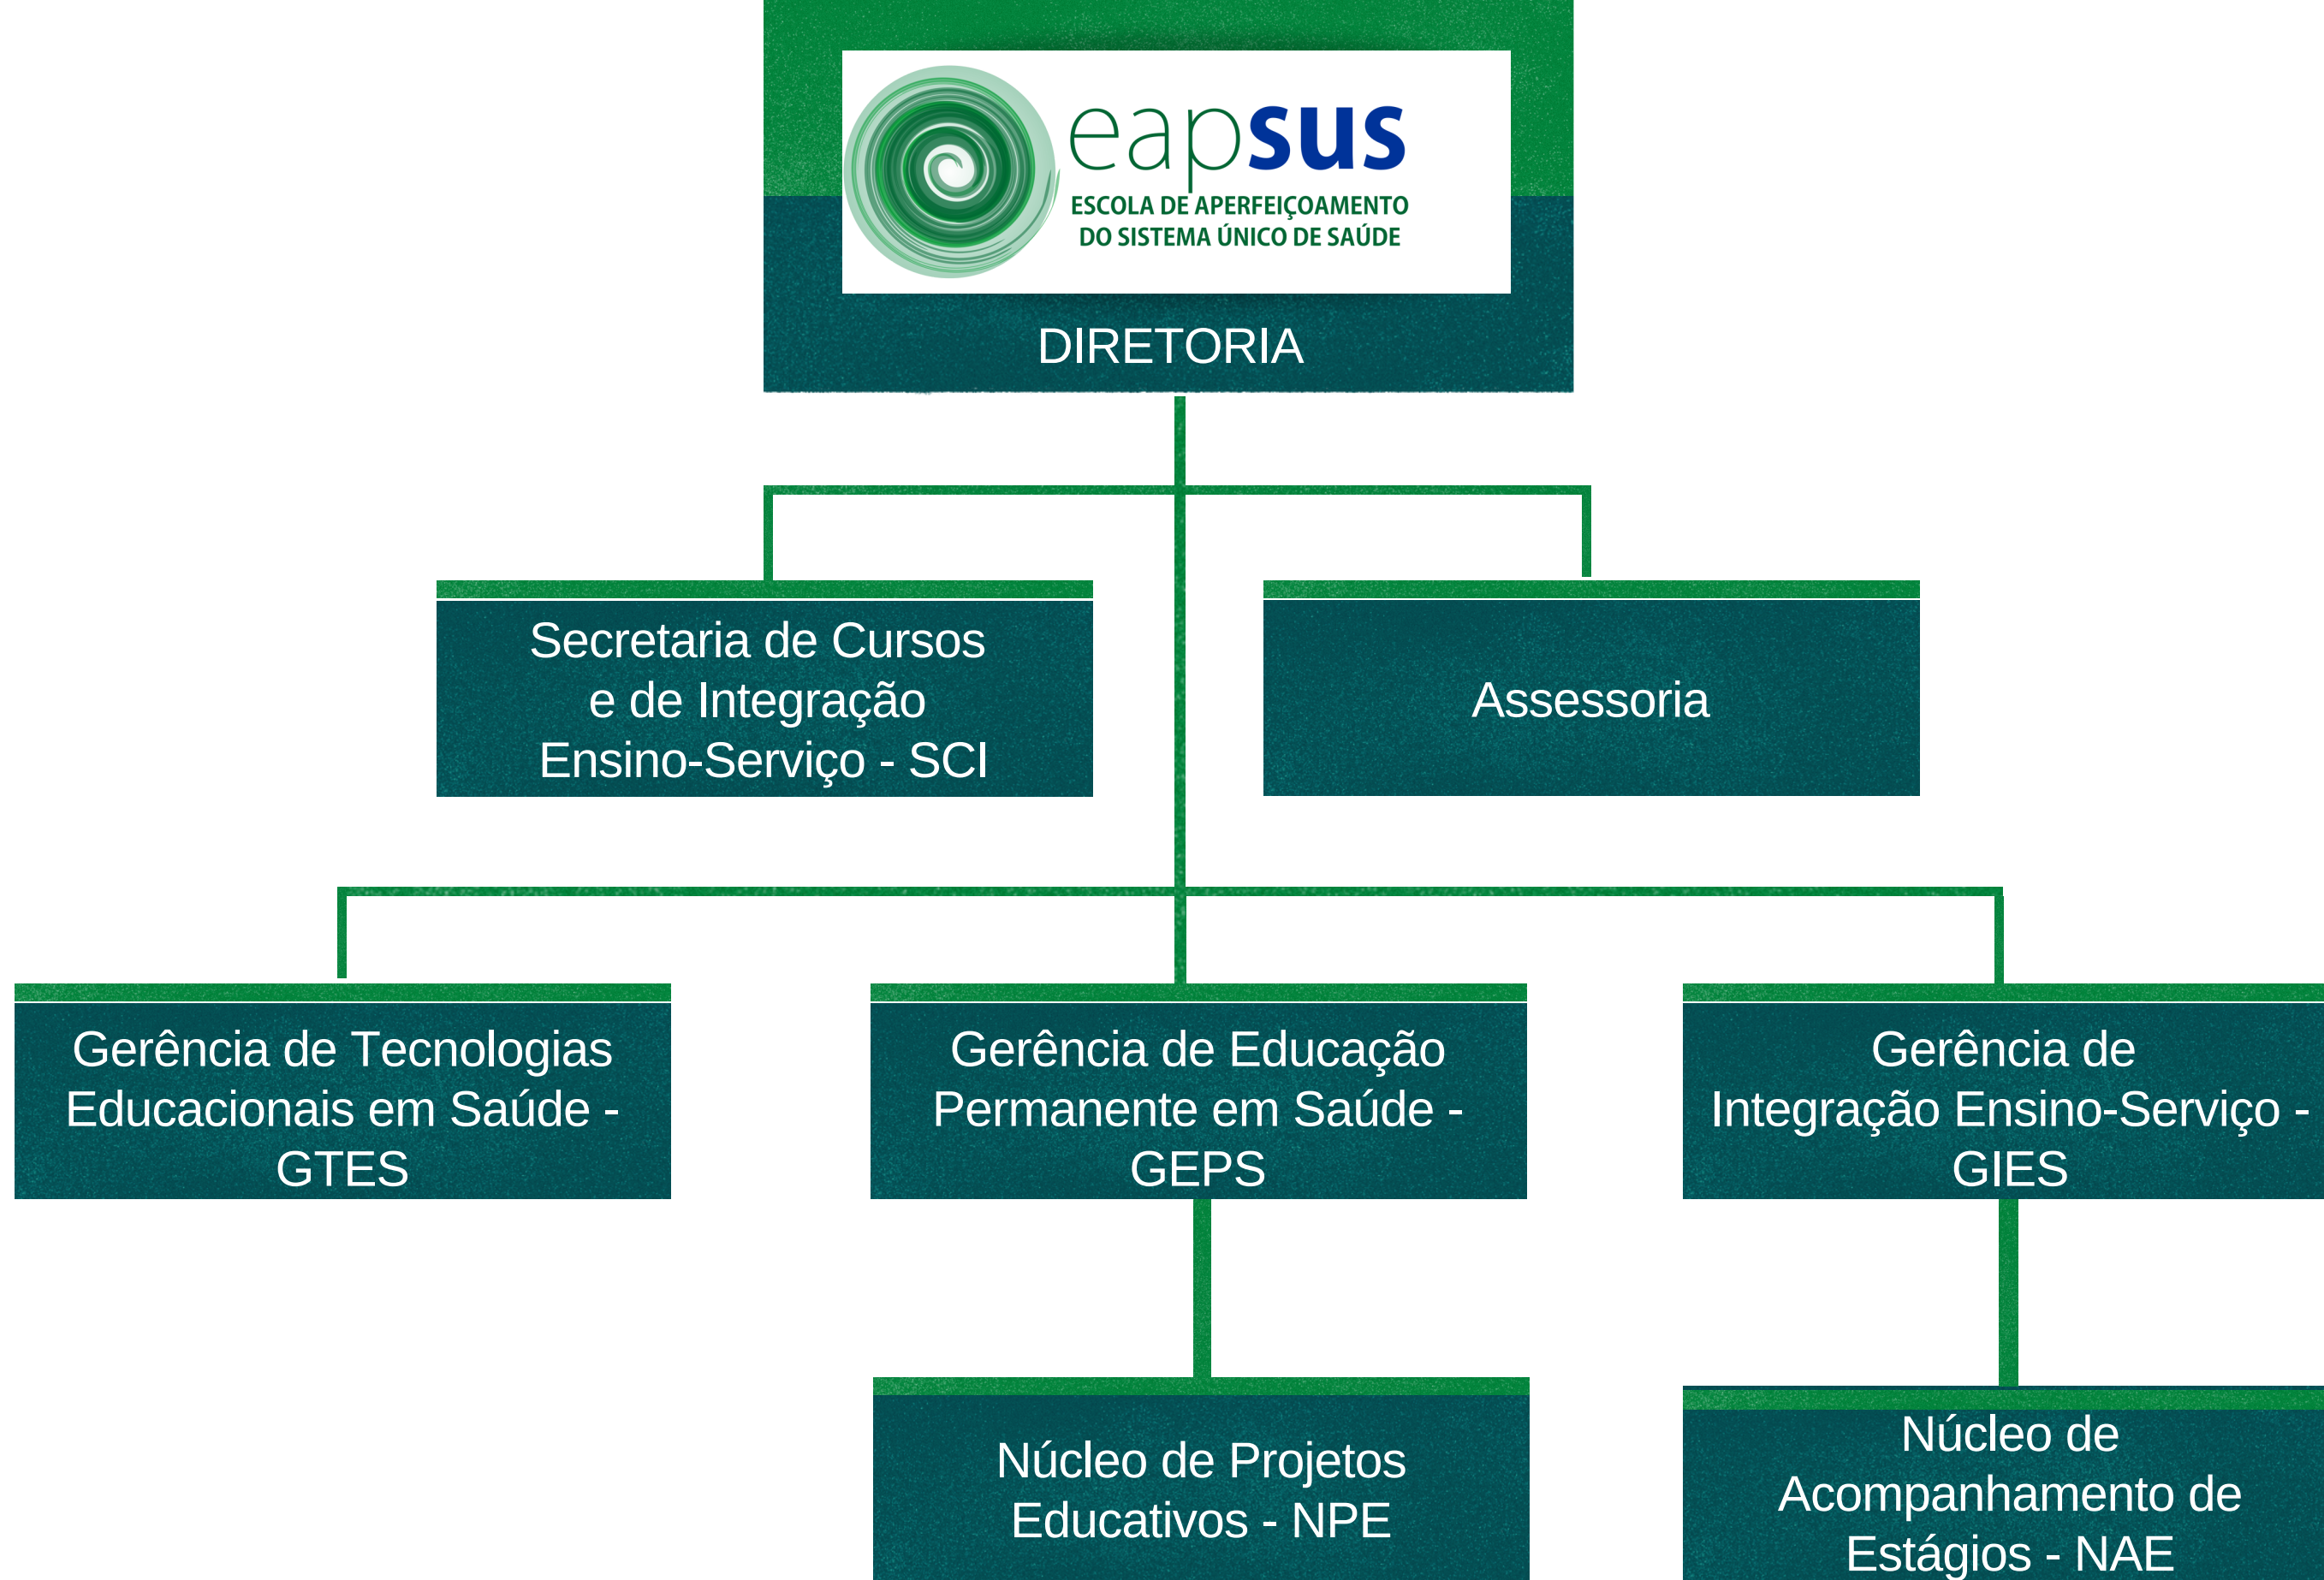 eapsus
ESCOLA DE APERFEIÇOAMENTO
DO SISTEMA ÚNICO DE SAÚDE
DIRETORIA
Secretaria de Cursos
e de Integração
Ensino-Serviço - SCI
Assessoria
Gerência de Tecnologias
Educacionais em Saúde -
GTES
Gerência de Educação
Permanente em Saúde -
GEPS
Gerência de
Integração Ensino-Serviço -
GIES
Núcleo de Projetos
Educativos - NPE
Núcleo de
Acompanhamento de
Estágios - NAE